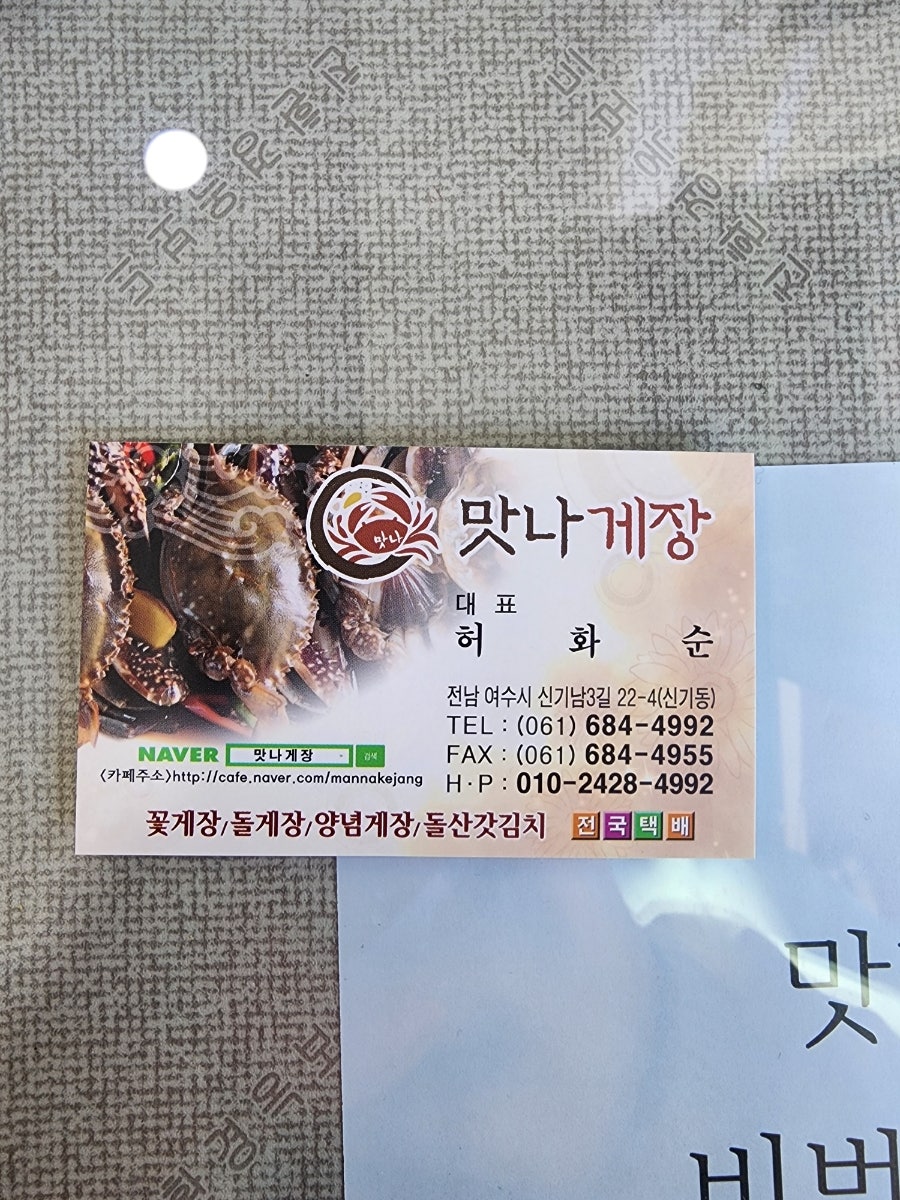 맛나
맛나게장
대 표
허 화 순
전남 여수시 신기남3길 22-4(신기동)
TEL : (061) 684-4992
FAX : (061) 684-4955
H·P : 010-2428-4992
NAVER 맛나게장 검색
<카페주소>http://cafe.naver.com/mannakejang
꽃게장/돌게장/양념게장/돌산갓김치 전국택배
맛
비번